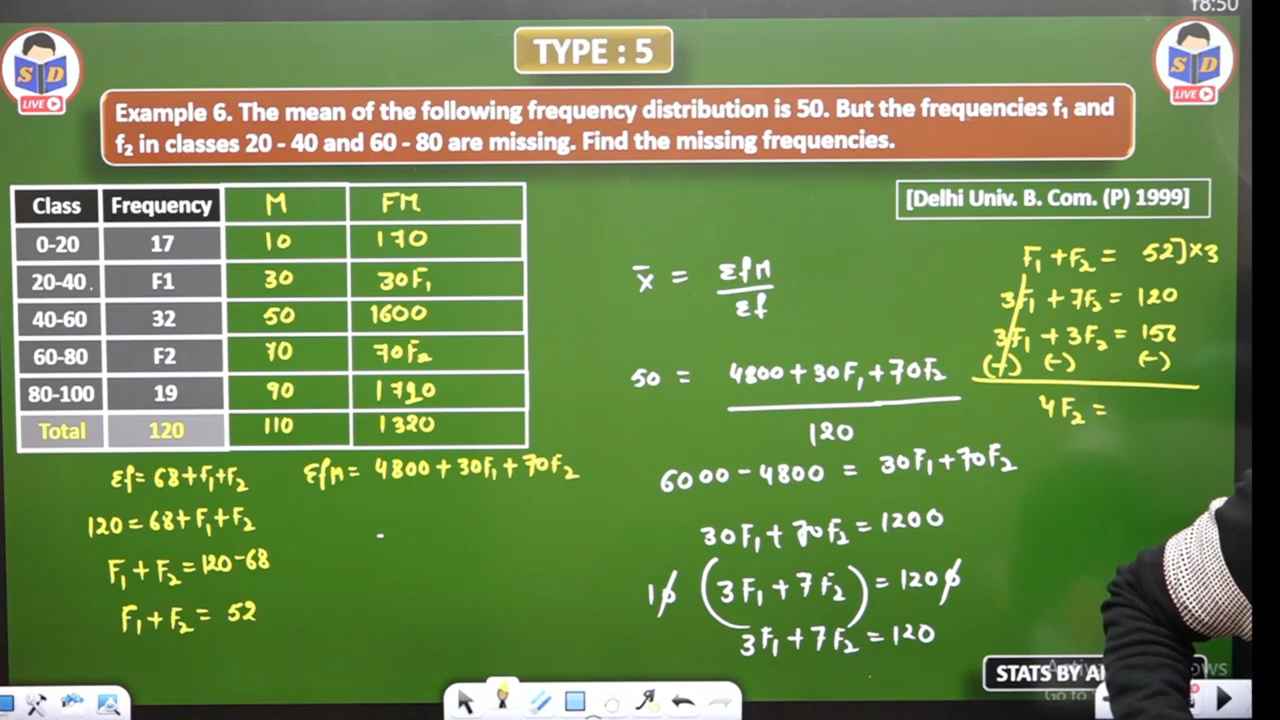 18:50
TYPE : 5
S D
LIVE
S D
LIVE
Example 6. The mean of the following frequency distribution is 50. But the frequencies f₁ and
f₂ in classes 20 - 40 and 60 - 80 are missing. Find the missing frequencies.
[Delhi Univ. B. Com. (P) 1999]
Class Frequency M FM
0-20 17 10 170
20-40 F1 30 30F₁
40-60 32 50 1600
60-80 F2 70 70F₂
80-100 19 90 1710
Total 120 110 1320
Σf = 68+F₁+F₂
120 = 68+F₁+F₂
F₁ + F₂ = 120-68
F₁+F₂ = 52
ΣfM = 4800+30F₁+70F₂
x̄ = ΣfM / Σf
50 = 4800+30F₁+70F₂
120
6000-4800 = 30F₁+70F₂
30F₁+70F₂ = 1200
10 (3F₁+7F₂) = 1200
3F₁+7F₂ = 120
F₁+F₂ = 52]×3
3F₁ + 7F₂ = 120
3F₁ + 3F₂ = 156
(-) (-) (-)
4F₂ =
STATS BY